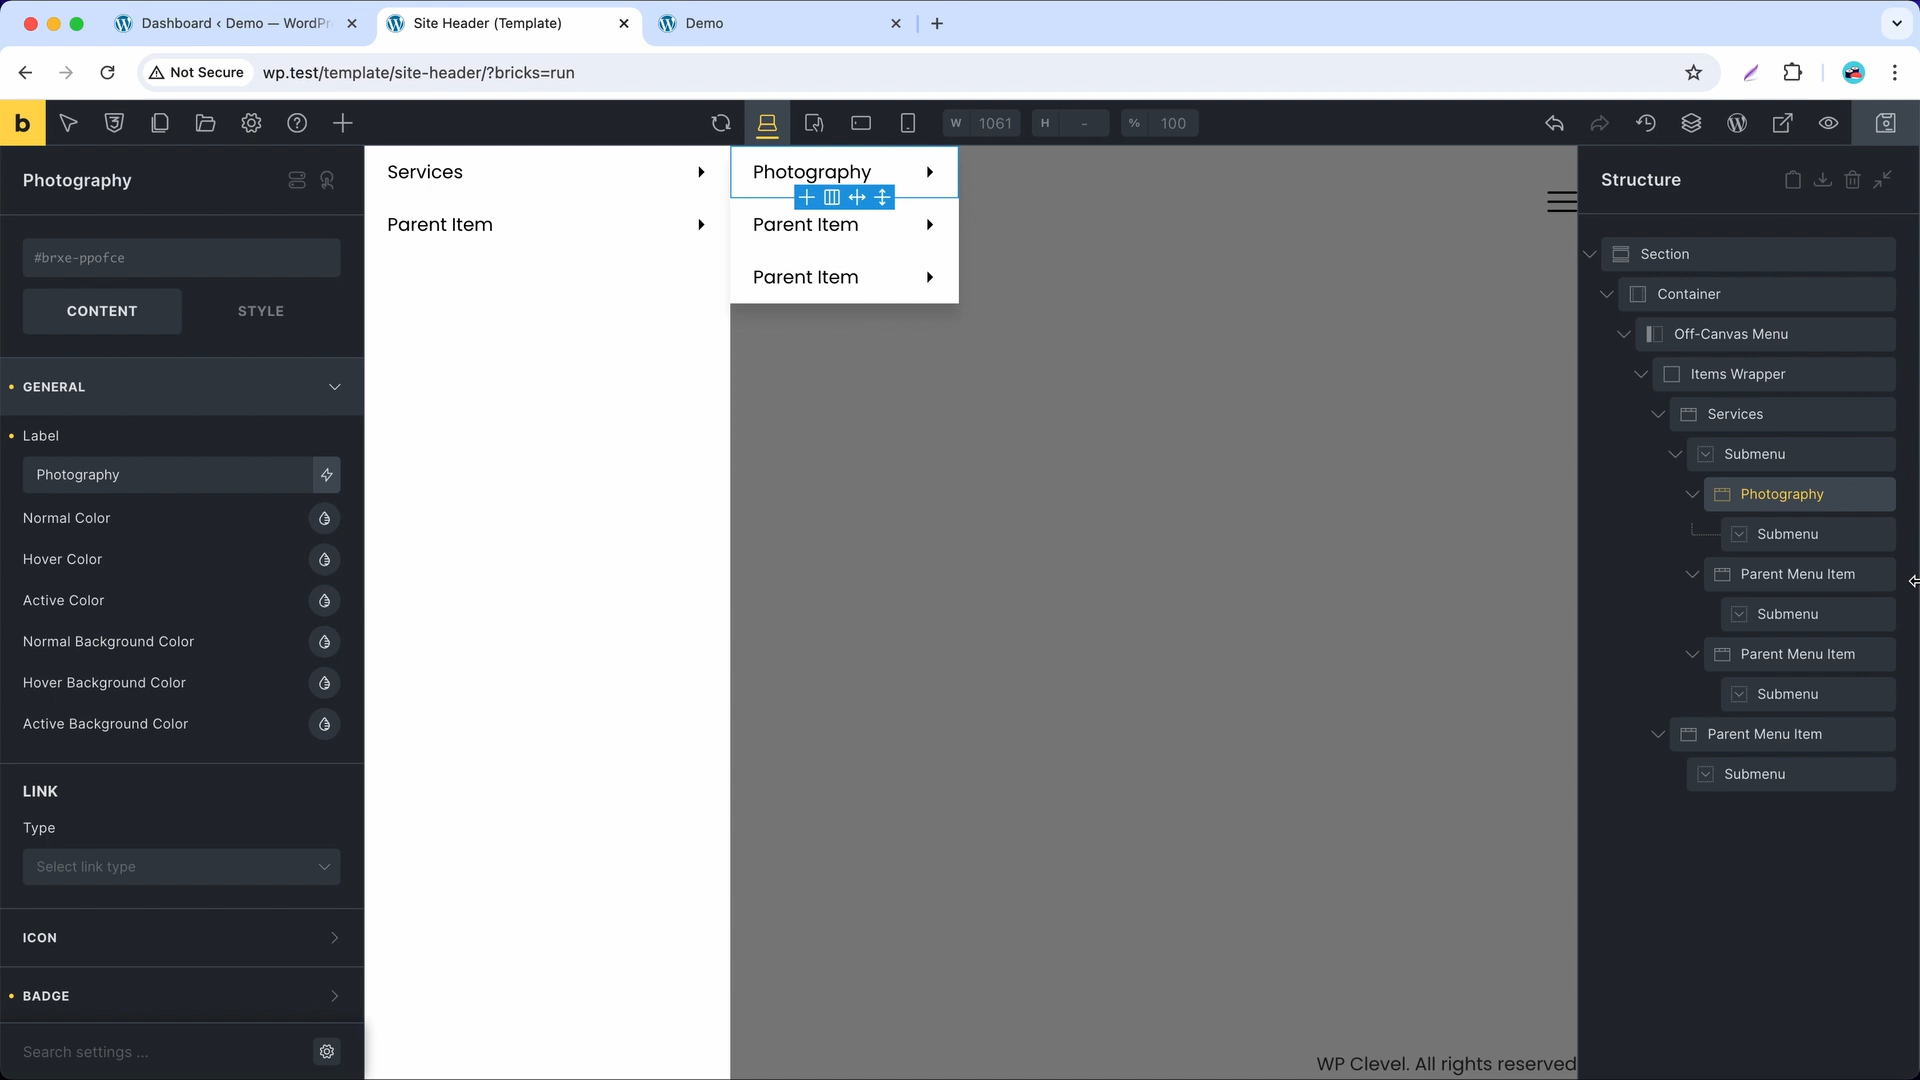 Dashboard ‹ Demo — WordPr
Site Header (Template)
Demo
Not Secure
wp.test/template/site-header/?bricks=run
b
W 1061
H -
% 100
Photography
#brxe-ppofce
CONTENT
STYLE
GENERAL
Label
Photography
Normal Color
Hover Color
Active Color
Normal Background Color
Hover Background Color
Active Background Color
LINK
Type
Select link type
ICON
BADGE
Search settings ...
Services
Parent Item
Photography
Parent Item
Parent Item
WP Clevel. All rights reserved
Structure
Section
Container
Off-Canvas Menu
Items Wrapper
Services
Submenu
Photography
Submenu
Parent Menu Item
Submenu
Parent Menu Item
Submenu
Parent Menu Item
Submenu